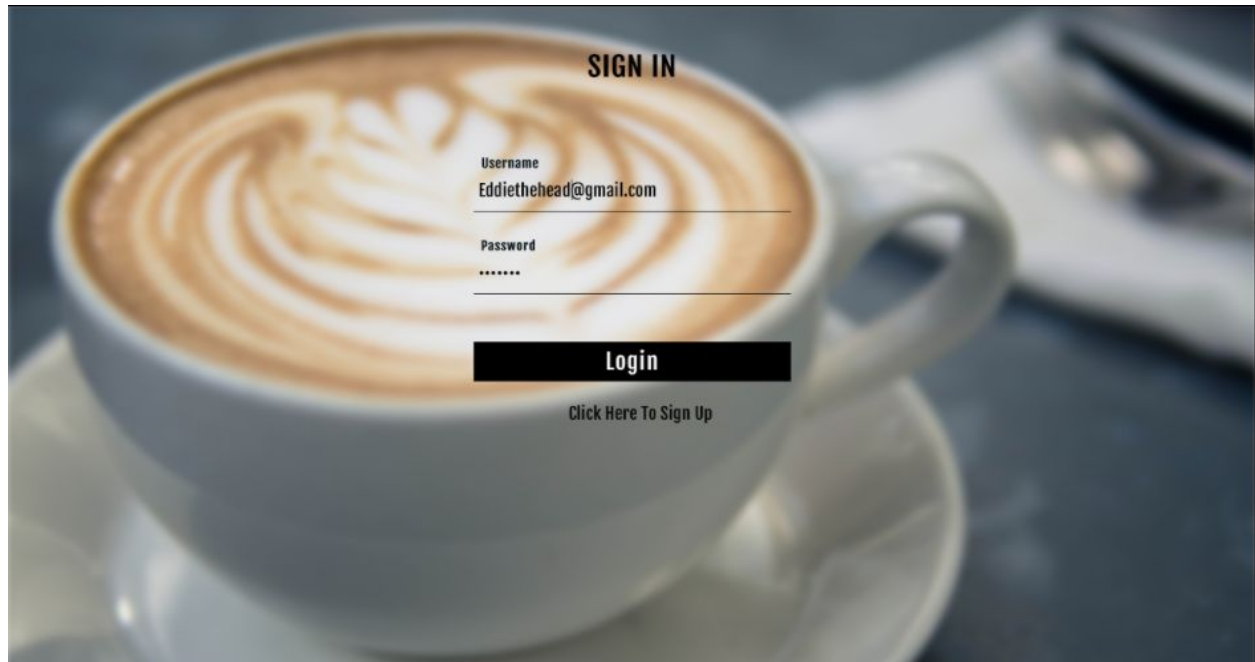 SIGN IN
Username
Eddiethehead@gmail.com
Password
•••••••
Login
Click Here To Sign Up